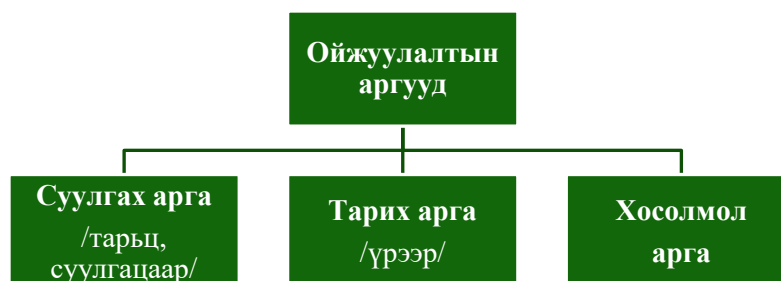 Ойжуулалтын
аргууд
Суулгах арга
/тарьц,
суулгацаар/
Тарих арга
/үрээр/
Хосолмол
арга